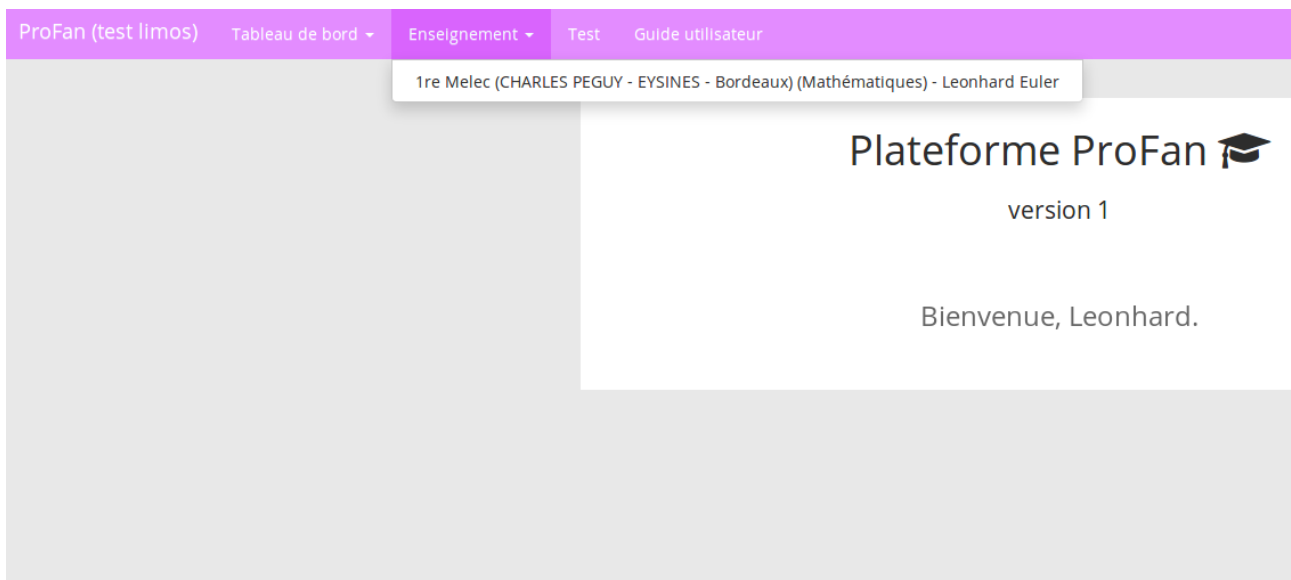 ProFan (test limos) Tableau de bord Enseignement Test Guide utilisateur
1re Melec (CHARLES PEGUY - EYSINES - Bordeaux) (Mathématiques) - Leonhard Euler
Plateforme ProFan
version 1
Bienvenue, Leonhard.